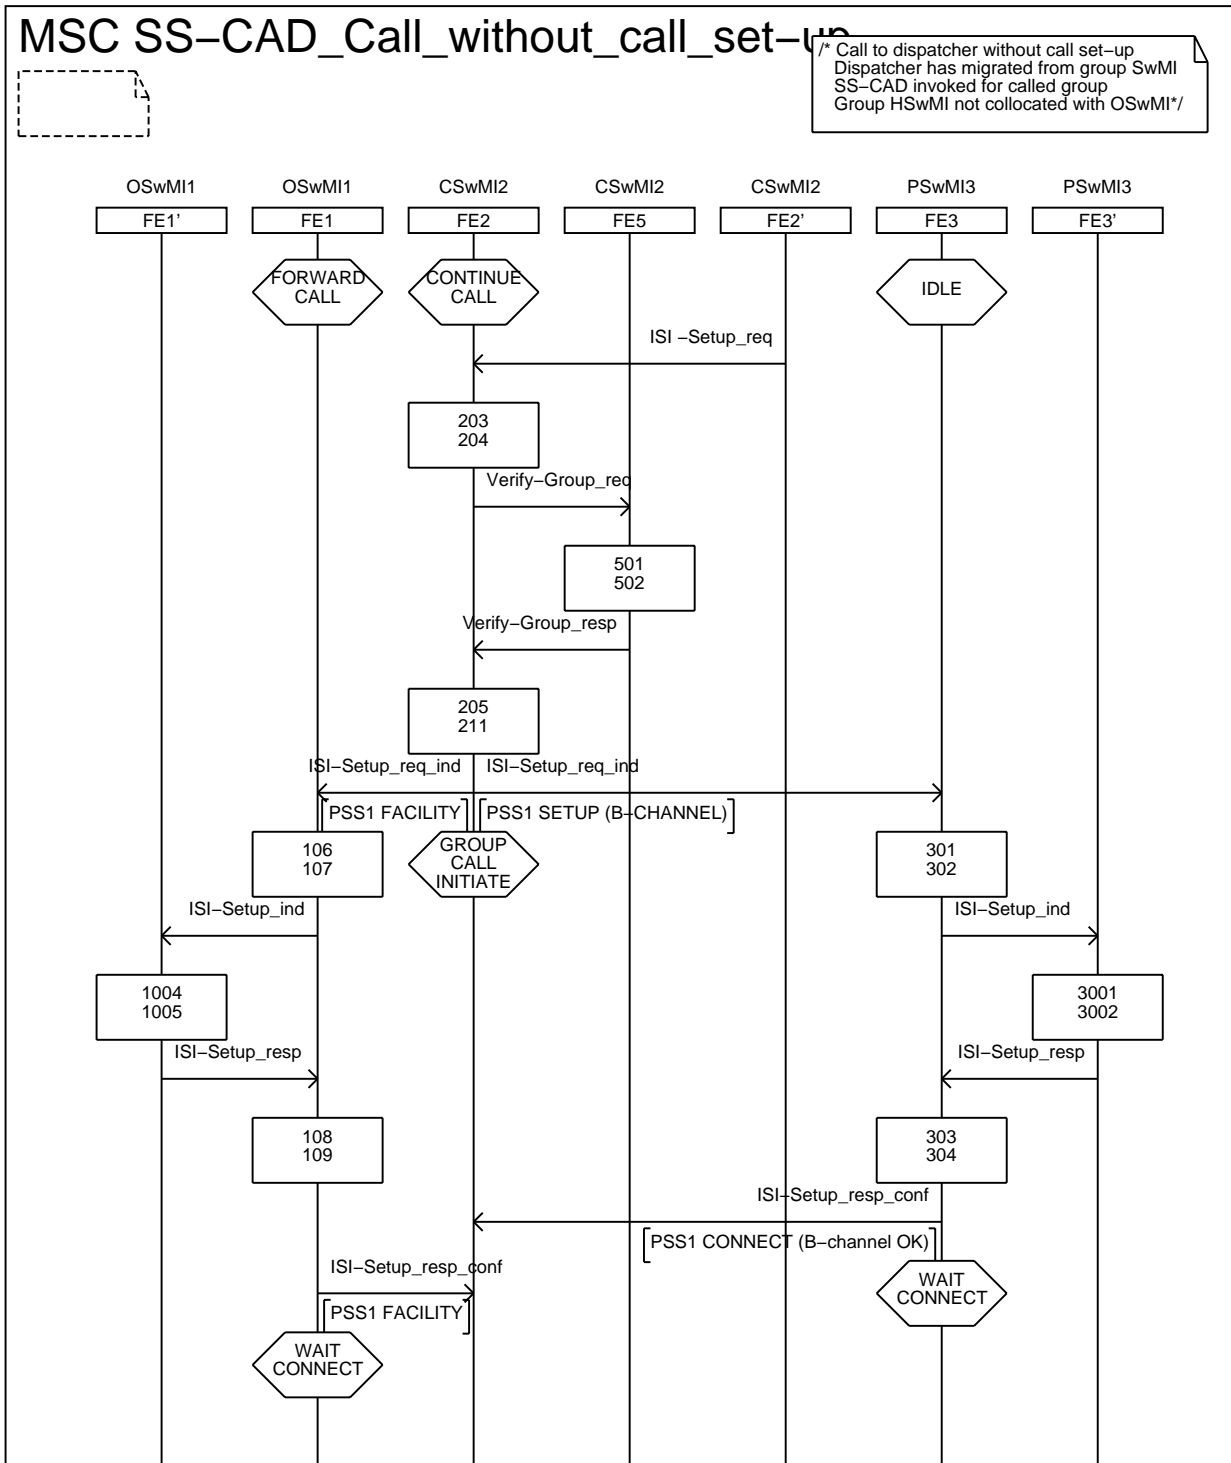 MSC SS–CAD_Call_without_call_set–up
/* Call to dispatcher without call set–up
Dispatcher has migrated from group SwMI
SS–CAD invoked for called group
Group HSwMI not collocated with OSwMI*/
OSwMI1 OSwMI1 CSwMI2 CSwMI2 CSwMI2 PSwMI3 PSwMI3
FE1' FE1 FE2 FE5 FE2' FE3 FE3'
FORWARD
CALL
CONTINUE
CALL
IDLE
ISI –Setup_req
203
204
Verify–Group_req
501
502
Verify–Group_resp
205
211
ISI–Setup_req_ind ISI–Setup_req_ind
PSS1 FACILITY PSS1 SETUP (B–CHANNEL)
106
107
GROUP
CALL
INITIATE
301
302
ISI–Setup_ind ISI–Setup_ind
1004
1005
3001
3002
ISI–Setup_resp ISI–Setup_resp
108
109
303
304
ISI–Setup_resp_conf
PSS1 CONNECT (B–channel OK)
ISI–Setup_resp_conf
PSS1 FACILITY
WAIT
CONNECT
WAIT
CONNECT